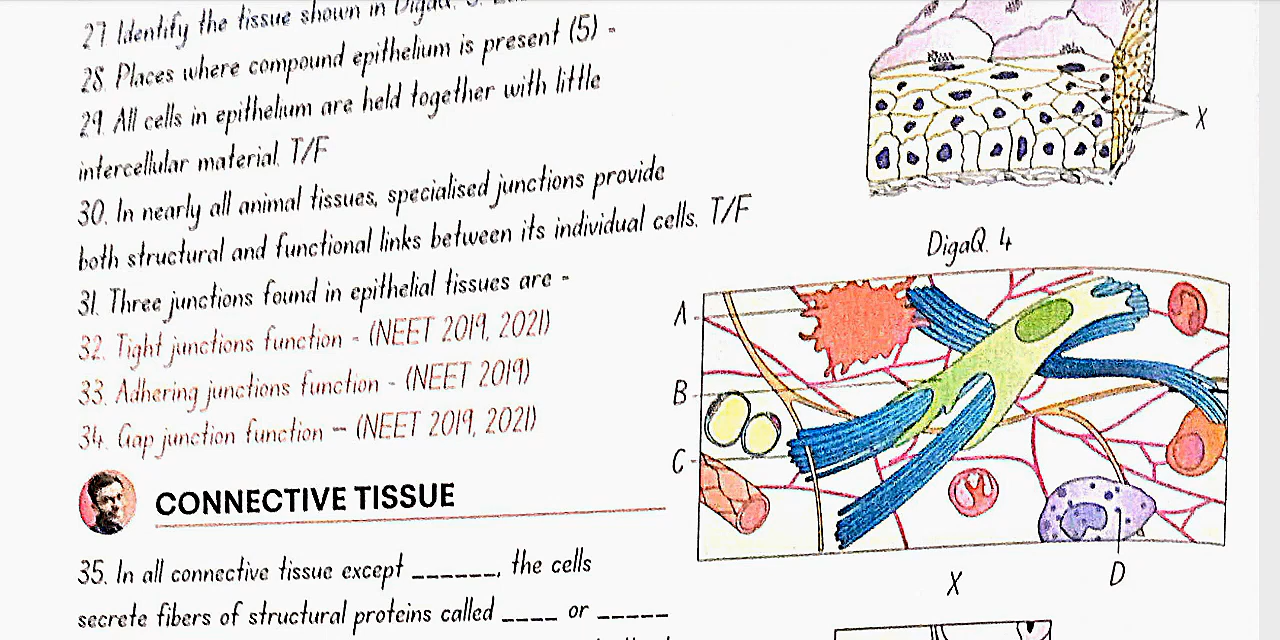 27. Identify the tissue shown in DigaQ. 3.
28. Places where compound epithelium is present (5) -
29. All cells in epithelium are held together with little
intercellular material. T/F
30. In nearly all animal tissues, specialised junctions provide
both structural and functional links between its individual cells. T/F
31. Three junctions found in epithelial tissues are -
32. Tight junctions function - (NEET 2019, 2021)
33. Adhering junctions function - (NEET 2019)
34. Gap junction function – (NEET 2019, 2021)
CONNECTIVE TISSUE
35. In all connective tissue except ______, the cells
secrete fibers of structural proteins called ____ or _____
X
DigaQ. 4
A
B
C
X
D